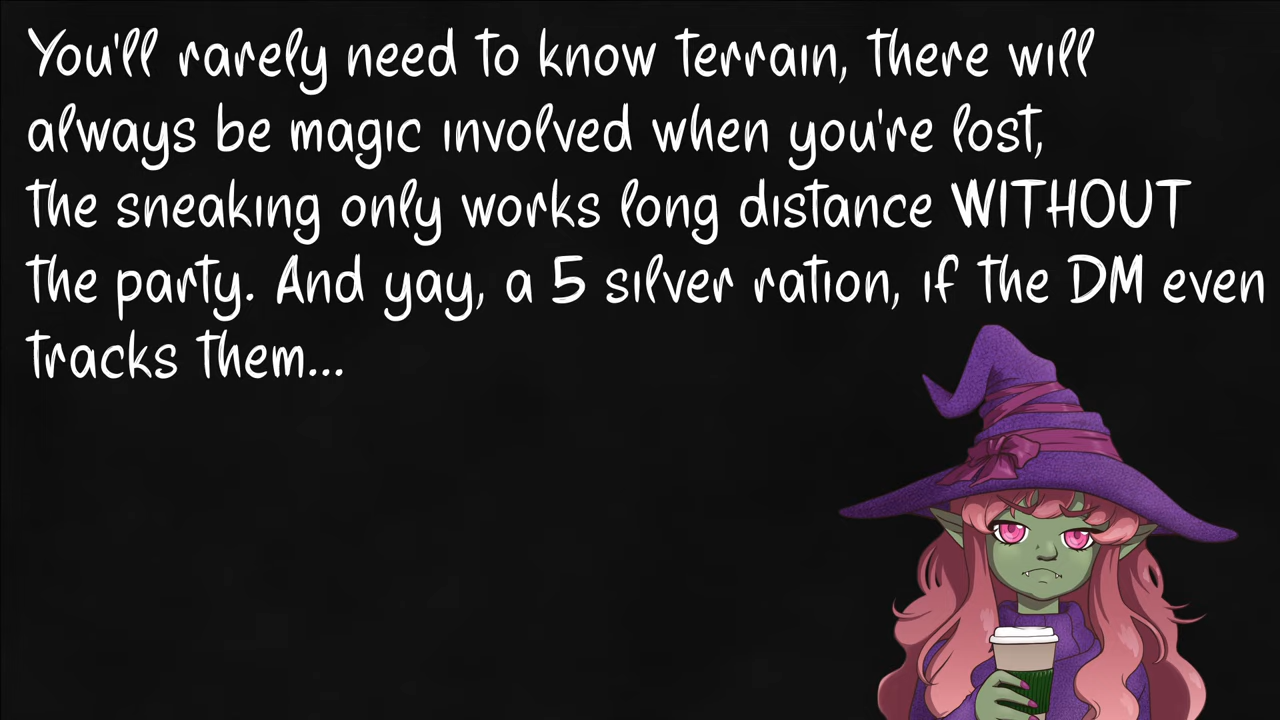 You'll rarely need to know terrain, there will
always be magic involved when you're lost,
the sneaking only works long distance WITHOUT
the party. And yay, a 5 silver ration, if the DM even
tracks them...